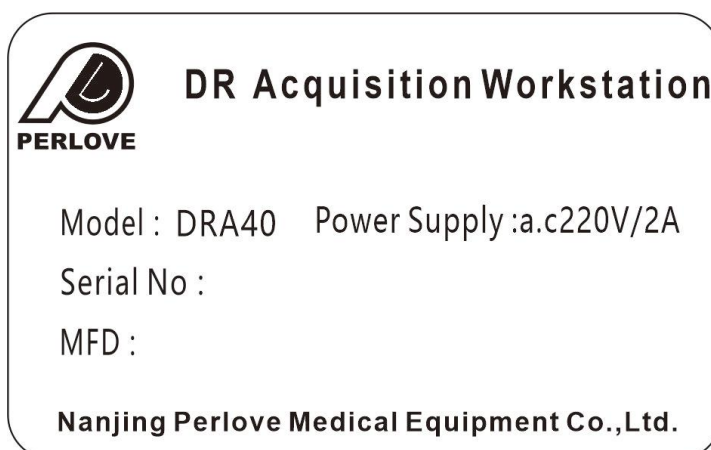 DR Acquisition Workstation
PERLOVE
Model : DRA40 Power Supply :a.c220V/2A
Serial No :
MFD :
Nanjing Perlove Medical Equipment Co.,Ltd.